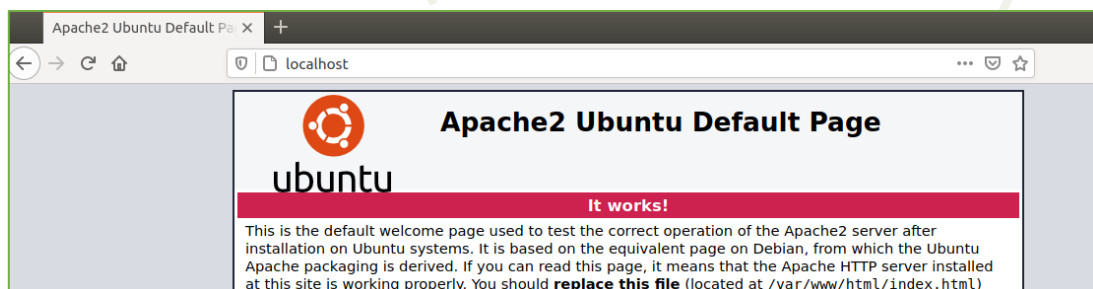 Apache2 Ubuntu Default Pa
localhost
ubuntu
Apache2 Ubuntu Default Page
It works!
This is the default welcome page used to test the correct operation of the Apache2 server after
installation on Ubuntu systems. It is based on the equivalent page on Debian, from which the Ubuntu
Apache packaging is derived. If you can read this page, it means that the Apache HTTP server installed
at this site is working properly. You should replace this file (located at /var/www/html/index.html)